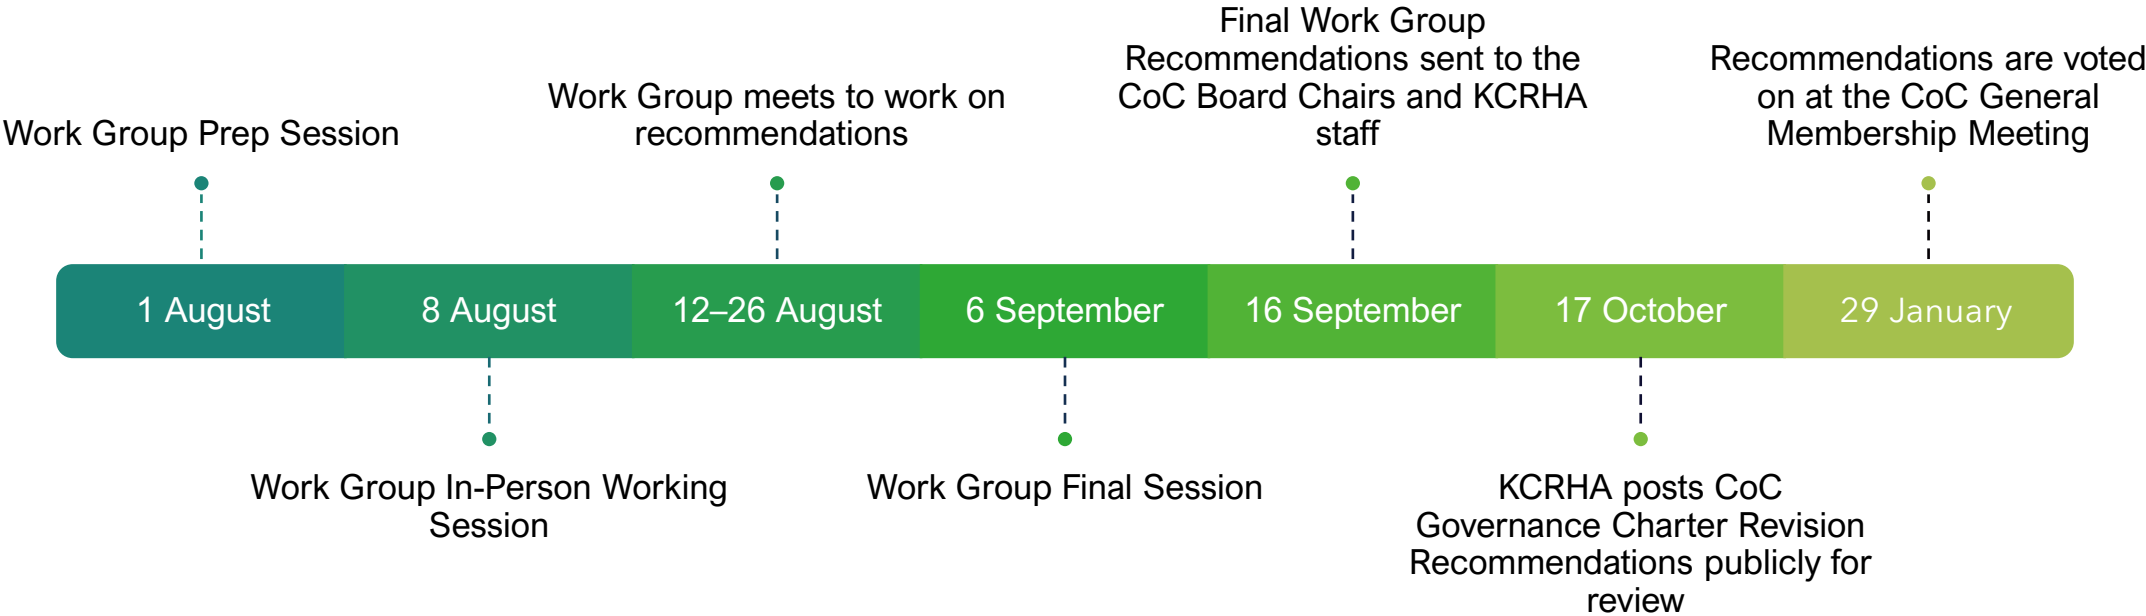 Work Group Prep Session
Work Group meets to work on
recommendations
Final Work Group
Recommendations sent to the
CoC Board Chairs and KCRHA
staff
Recommendations are voted
on at the CoC General
Membership Meeting
1 August
8 August
12–26 August
6 September
16 September
17 October
29 January
Work Group In-Person Working
Session
Work Group Final Session
KCRHA posts CoC
Governance Charter Revision
Recommendations publicly for
review